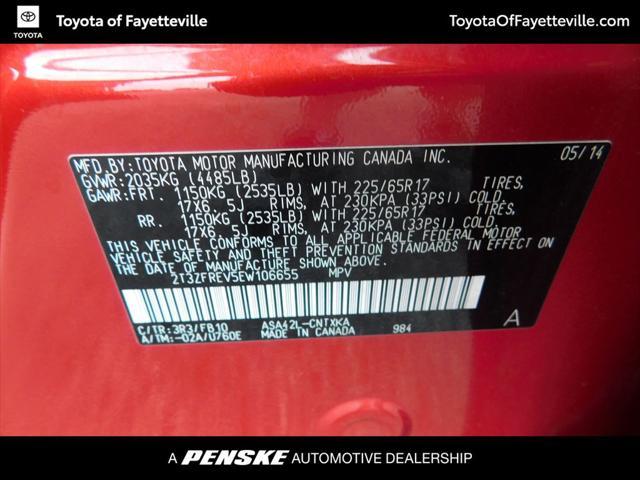 TOYOTA
Toyota of Fayetteville
ToyotaOfFayetteville.com
MFD.BY:TOYOTA MOTOR MANUFACTURING CANADA INC. 05/14
GVWR:2035KG (4485LB)
GAWR:FRT. 1150KG (2535LB) WITH 225/65R17 TIRES,
17X6.5J RIMS, AT 230KPA (33PSI) COLD.
RR. 1150KG (2535LB) WITH 225/65R17 TIRES,
17X6.5J RIMS, AT 230KPA (33PSI) COLD.
THIS VEHICLE CONFORMS TO ALL APPLICABLE FEDERAL MOTOR
VEHICLE SAFETY AND THEFT PREVENTION STANDARDS IN EFFECT ON
THE DATE OF MANUFACTURE SHOWN ABOVE.
2T3ZFREV5EW106655 MPV
C/TR:3R3/FB10 ASA42L-CNTXKA A
A/TM:-02A/U760E MADE IN CANADA 984
A PENSKE AUTOMOTIVE DEALERSHIP